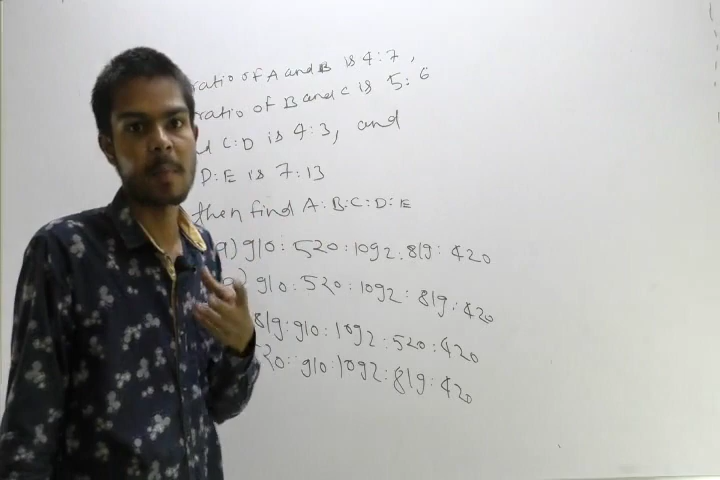 ratio of A and B is 4:7,
ratio of B and C is 5:6
C:D is 4:3, and
D:E is 7:13
then find A:B:C:D:E
a) 910:520:1092:819:420
a) 910:520:1092:819:420
819:910:1092:520:420
20:910:1092:819:420